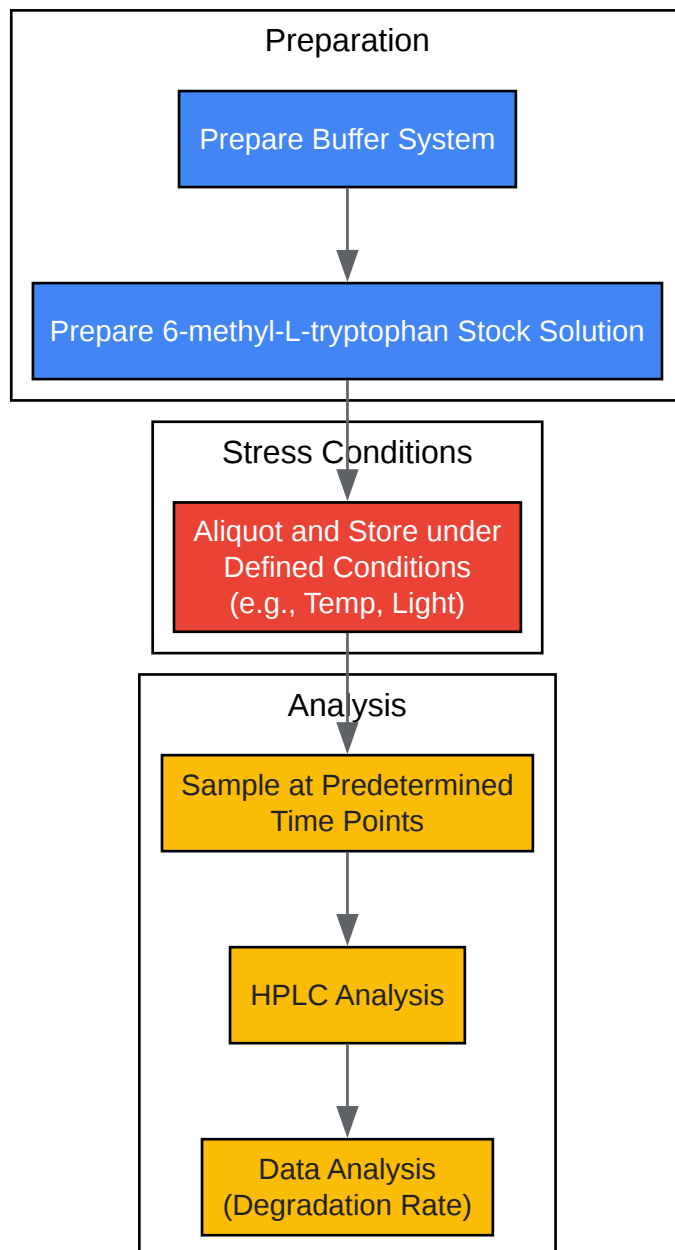 Preparation
Prepare Buffer System
Prepare 6-methyl-L-tryptophan Stock Solution
Stress Conditions
Aliquot and Store under
Defined Conditions
(e.g., Temp, Light)
Analysis
Sample at Predetermined
Time Points
HPLC Analysis
Data Analysis
(Degradation Rate)